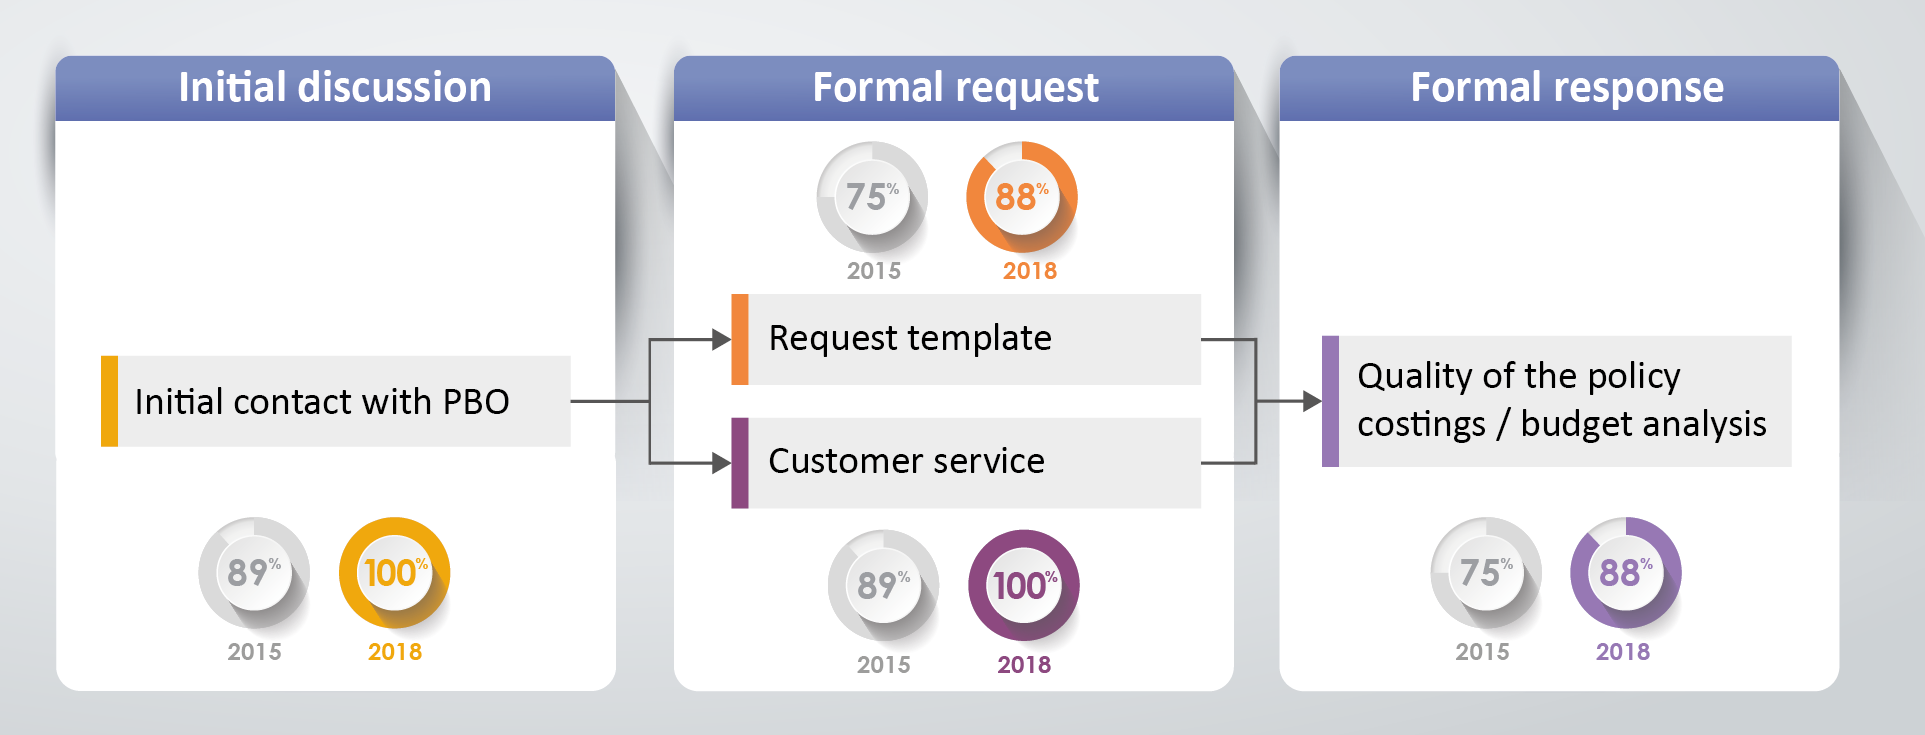 Initial discussion
Initial contact with PBO
89%
100%
2015
2018
Formal request
75%
88%
2015
2018
Request template
Customer service
89%
100%
2015
2018
Formal response
Quality of the policy
costings / budget analysis
75%
88%
2015
2018